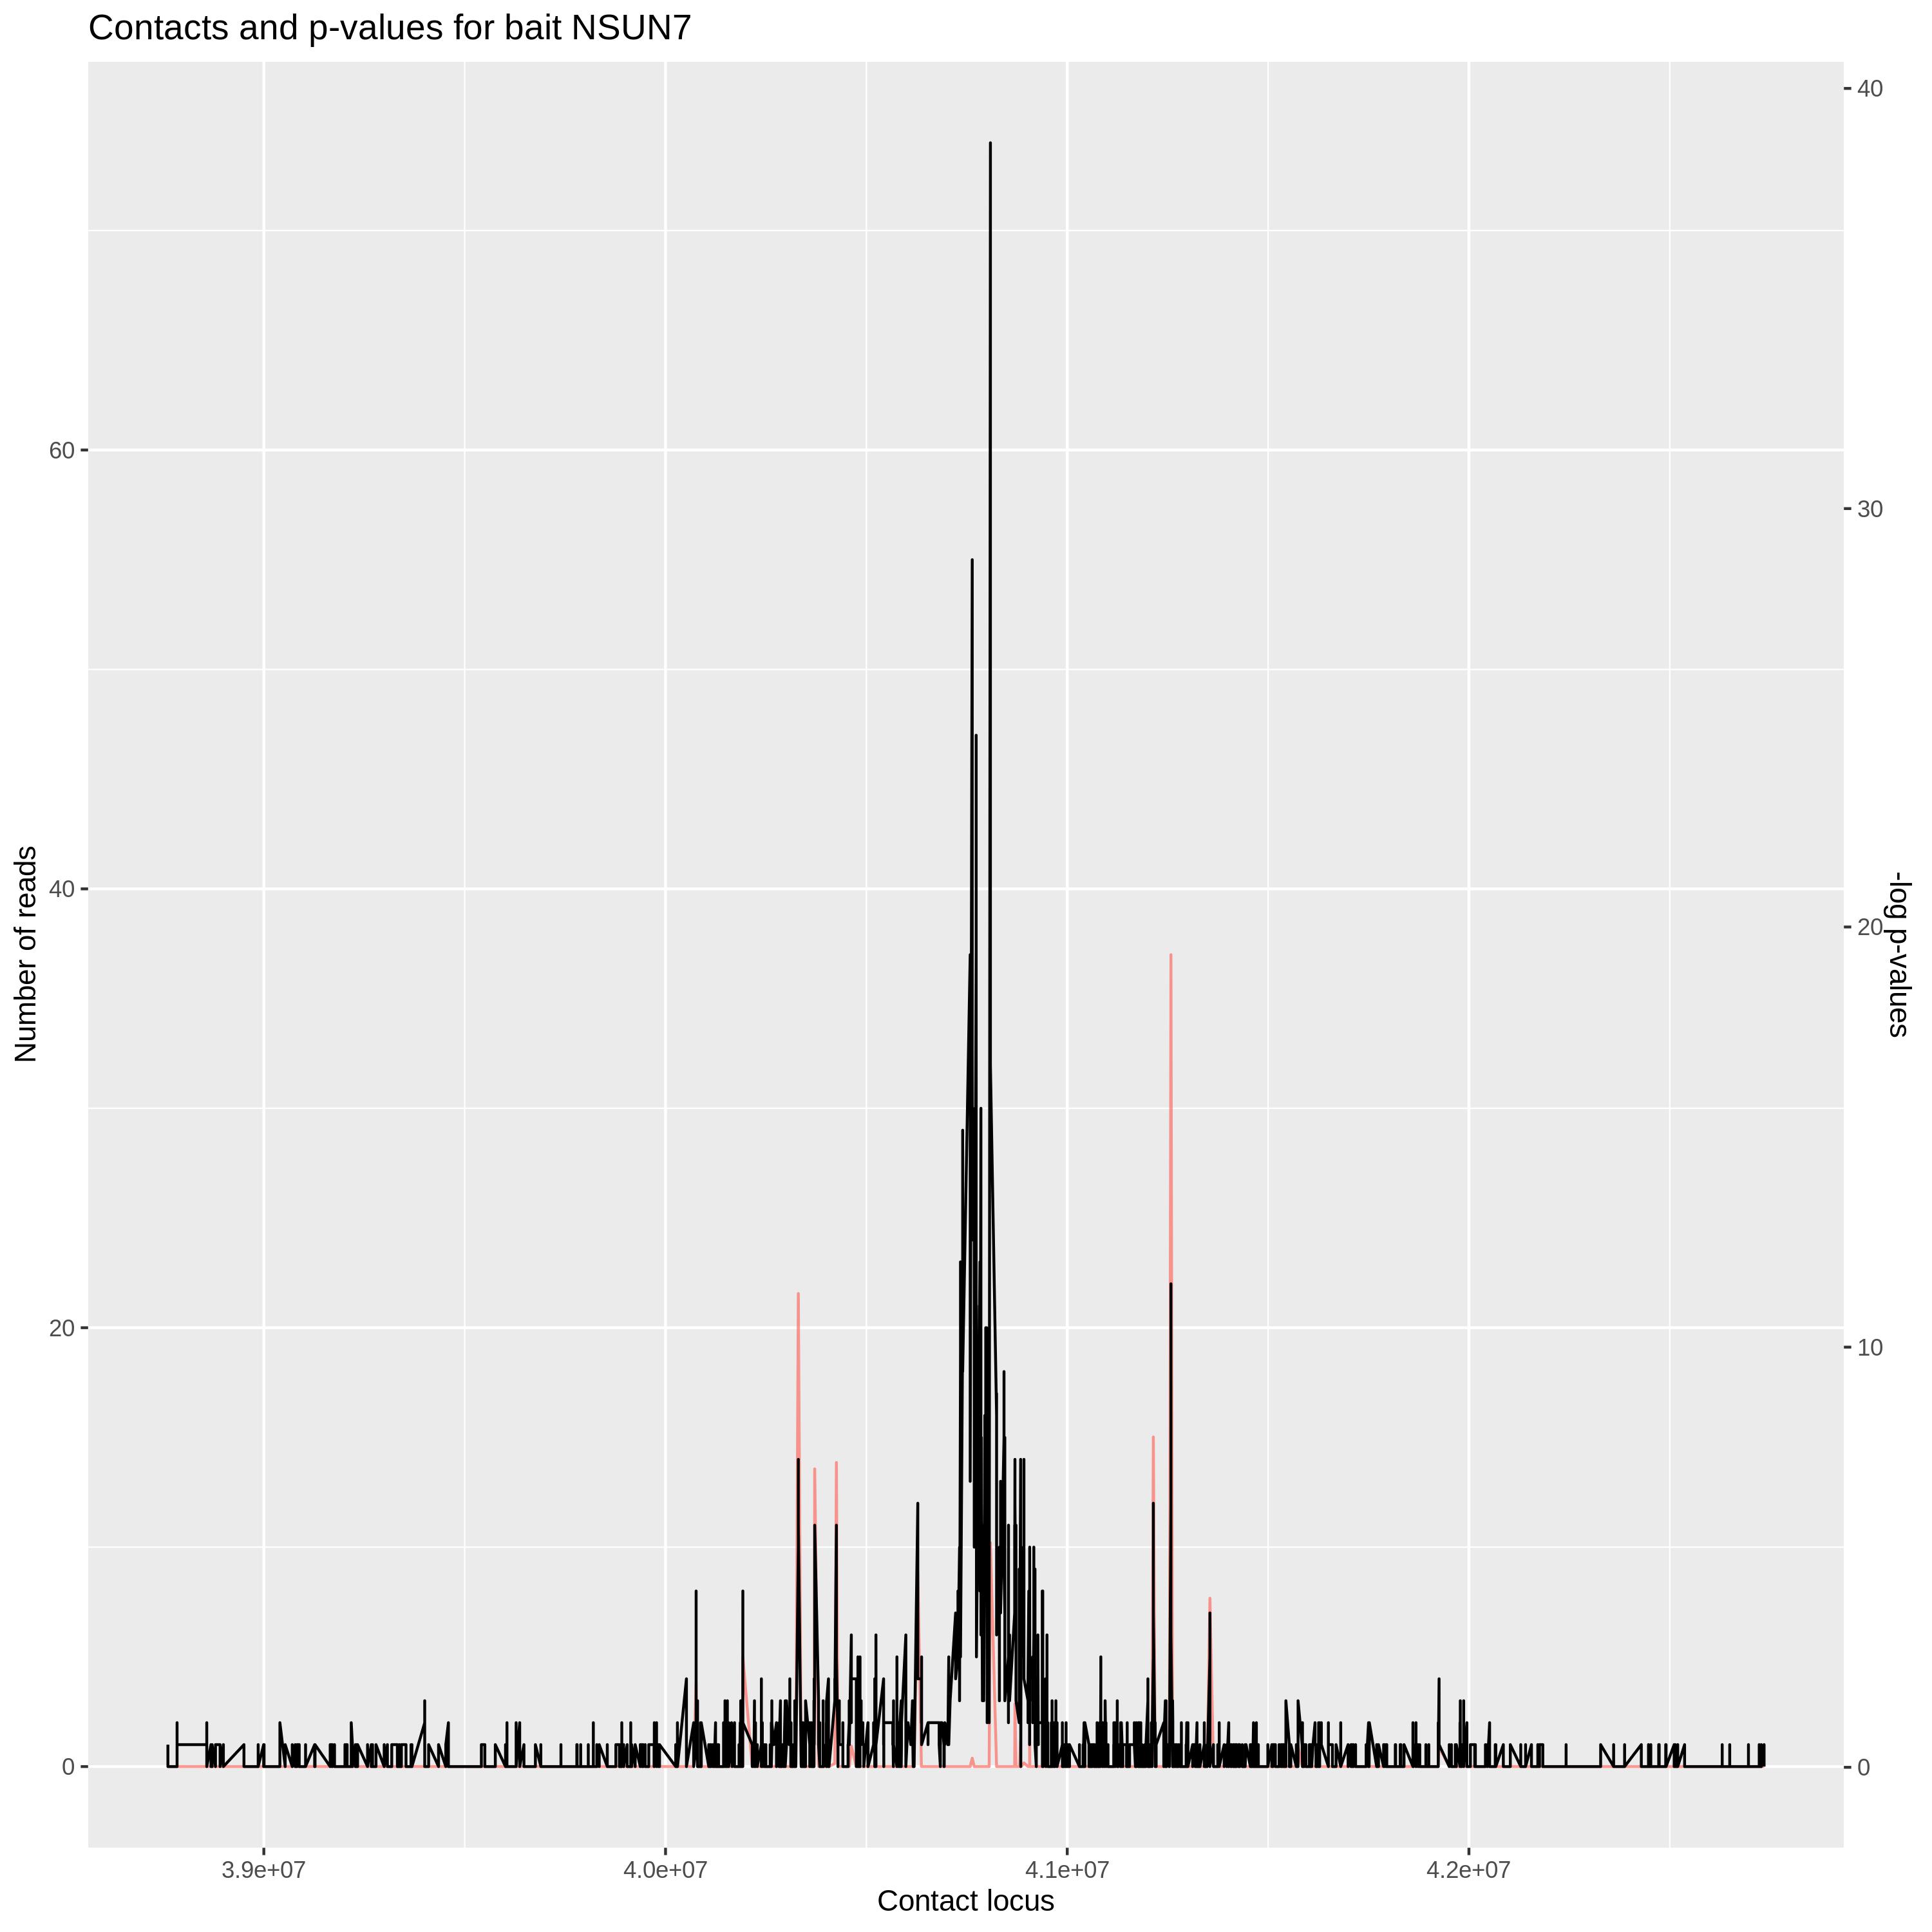 Contacts and p-values for bait NSUN7
40
30
20
10
0
-log p-values
60
40
20
0
Number of reads
3.9e+07 4.0e+07 4.1e+07 4.2e+07
Contact locus